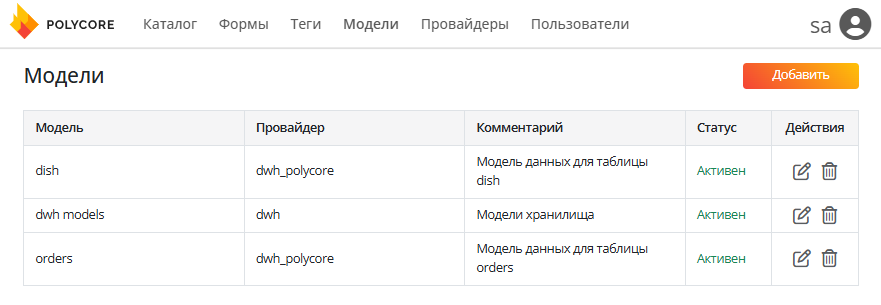 POLYCORE Каталог Формы Теги Модели Провайдеры Пользователи sa
Модели Добавить
Модель Провайдер Комментарий Статус Действия
dish dwh_polycore Модель данных для таблицы dish Активен
dwh models dwh Модели хранилища Активен
orders dwh_polycore Модель данных для таблицы orders Активен